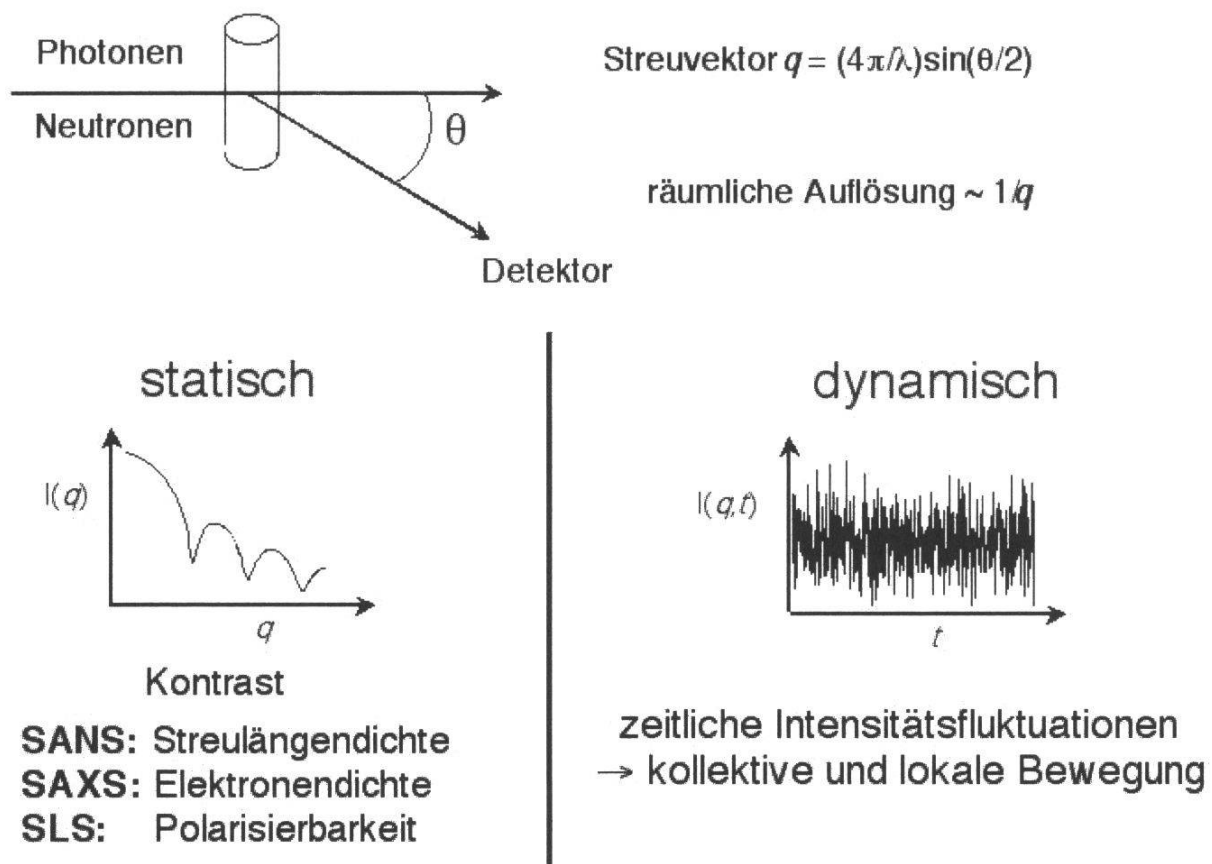 Photonen
Neutronen
θ
Detektor
Streuvektor q = (4π/λ)sin(θ/2)
räumliche Auflösung ~ 1/q
statisch
I(q)
q
Kontrast
SANS: Streulängendichte
SAXS: Elektronendichte
SLS: Polarisierbarkeit
dynamisch
I(q,t)
t
zeitliche Intensitätsfluktuationen
→ kollektive und lokale Bewegung